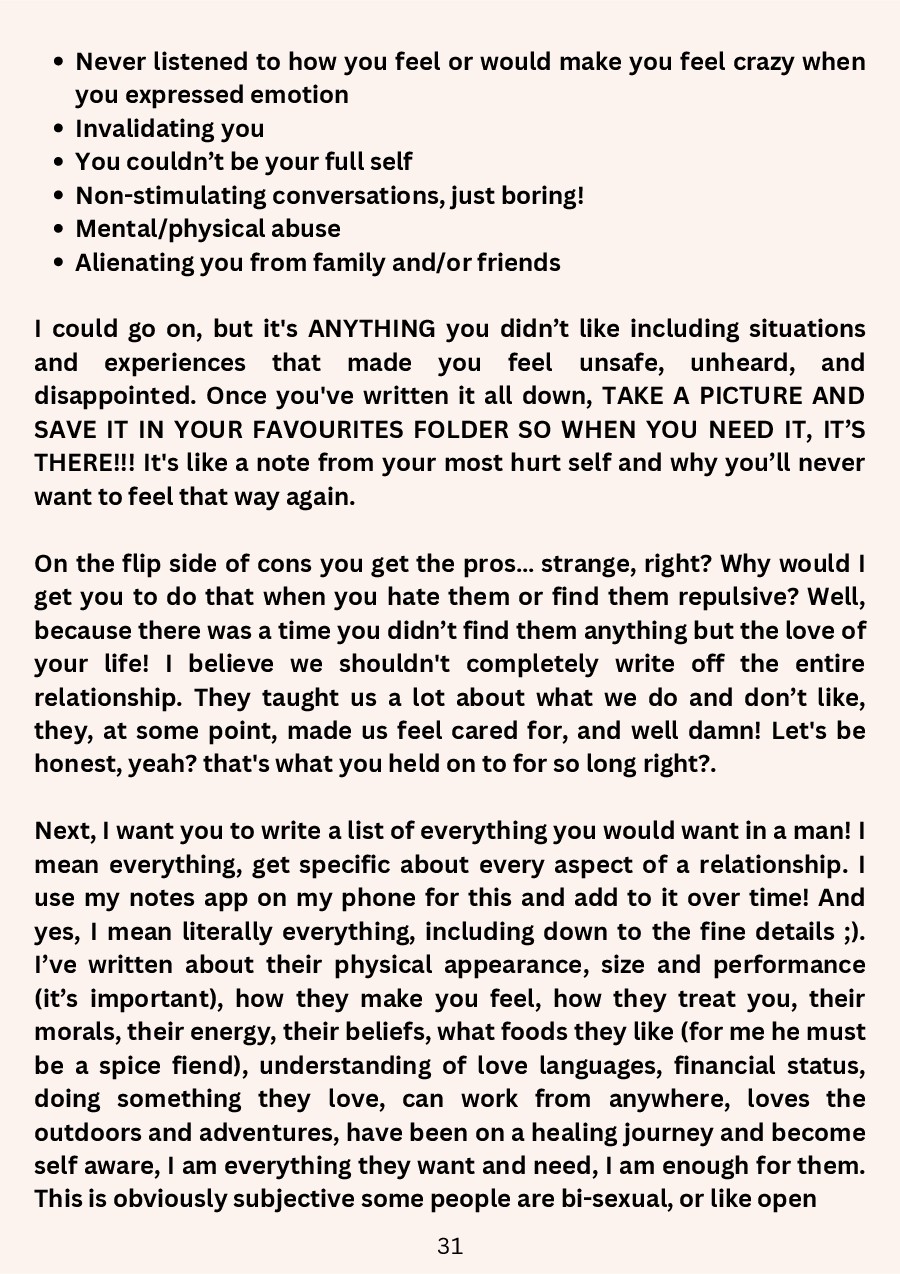 • Never listened to how you feel or would make you feel crazy when
you expressed emotion
• Invalidating you
• You couldn’t be your full self
• Non-stimulating conversations, just boring!
• Mental/physical abuse
• Alienating you from family and/or friends
I could go on, but it's ANYTHING you didn’t like including situations
and experiences that made you feel unsafe, unheard, and
disappointed. Once you've written it all down, TAKE A PICTURE AND
SAVE IT IN YOUR FAVOURITES FOLDER SO WHEN YOU NEED IT, IT’S
THERE!!! It's like a note from your most hurt self and why you’ll never
want to feel that way again.
On the flip side of cons you get the pros... strange, right? Why would I
get you to do that when you hate them or find them repulsive? Well,
because there was a time you didn’t find them anything but the love of
your life! I believe we shouldn't completely write off the entire
relationship. They taught us a lot about what we do and don’t like,
they, at some point, made us feel cared for, and well damn! Let's be
honest, yeah? that's what you held on to for so long right?.
Next, I want you to write a list of everything you would want in a man! I
mean everything, get specific about every aspect of a relationship. I
use my notes app on my phone for this and add to it over time! And
yes, I mean literally everything, including down to the fine details ;).
I’ve written about their physical appearance, size and performance
(it’s important), how they make you feel, how they treat you, their
morals, their energy, their beliefs, what foods they like (for me he must
be a spice fiend), understanding of love languages, financial status,
doing something they love, can work from anywhere, loves the
outdoors and adventures, have been on a healing journey and become
self aware, I am everything they want and need, I am enough for them.
This is obviously subjective some people are bi-sexual, or like open
31